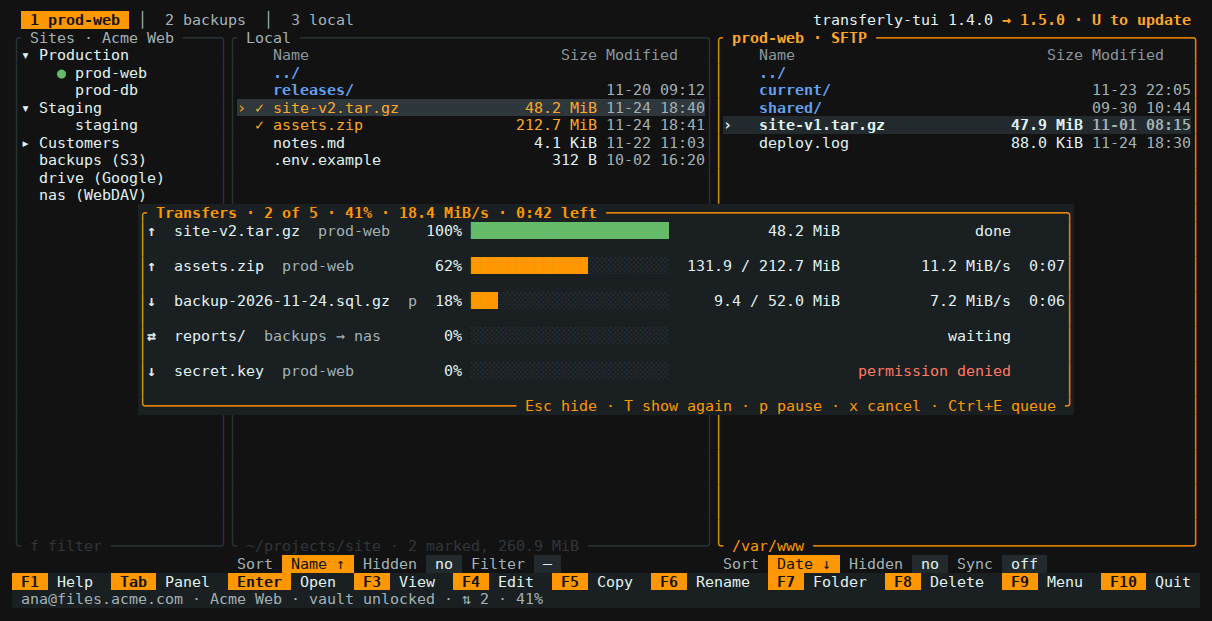 1 prod-web │ 2 backups │ 3 local transferly-tui 1.4.0 → 1.5.0 · U to update
Sites · Acme Web
▾ Production
● prod-web
prod-db
▾ Staging
staging
▸ Customers
backups (S3)
drive (Google)
nas (WebDAV)
f filter
Local
Name Size Modified
../
releases/ 11-20 09:12
› ✓ site-v2.tar.gz 48.2 MiB 11-24 18:40
✓ assets.zip 212.7 MiB 11-24 18:41
notes.md 4.1 KiB 11-22 11:03
.env.example 312 B 10-02 16:20
~/projects/site · 2 marked, 260.9 MiB
prod-web · SFTP
Name Size Modified
../
current/ 11-23 22:05
shared/ 09-30 10:44
› site-v1.tar.gz 47.9 MiB 11-01 08:15
deploy.log 88.0 KiB 11-24 18:30
/var/www
Transfers · 2 of 5 · 41% · 18.4 MiB/s · 0:42 left
↑ site-v2.tar.gz prod-web 100% 48.2 MiB done
↑ assets.zip prod-web 62% 131.9 / 212.7 MiB 11.2 MiB/s 0:07
↓ backup-2026-11-24.sql.gz p 18% 9.4 / 52.0 MiB 7.2 MiB/s 0:06
⇄ reports/ backups → nas 0% waiting
↓ secret.key prod-web 0% permission denied
Esc hide · T show again · p pause · x cancel · Ctrl+E queue
Sort Name ↑ Hidden no Filter —
Sort Date ↓ Hidden no Sync off
F1 Help Tab Panel Enter Open F3 View F4 Edit F5 Copy F6 Rename F7 Folder F8 Delete F9 Menu F10 Quit
ana@files.acme.com · Acme Web · vault unlocked · ⇅ 2 · 41%